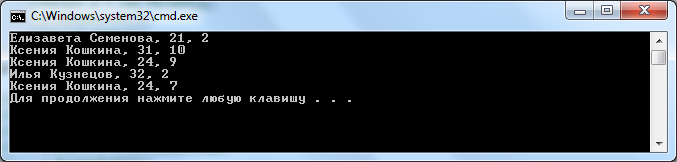 C:\Windows\system32\cmd.exe
Елизавета Семенова, 21, 2
Ксения Кошкина, 31, 10
Ксения Кошкина, 24, 9
Илья Кузнецов, 32, 2
Ксения Кошкина, 24, 7
Для продолжения нажмите любую клавишу . . .